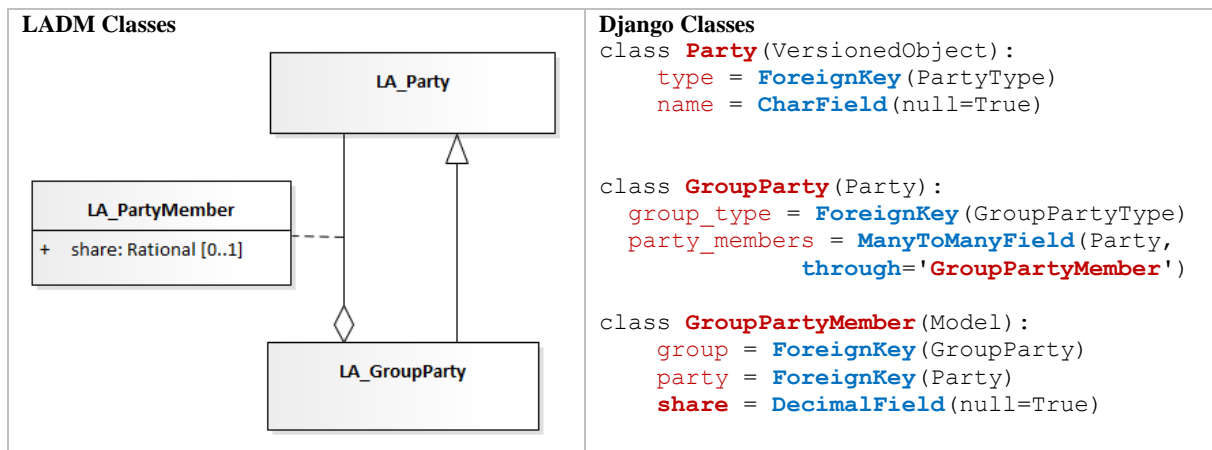 LADM Classes
LA_Party
LA_PartyMember
+ share: Rational [0..1]
LA_GroupParty
Django Classes
class Party(VersionedObject):
    type = ForeignKey(PartyType)
    name = CharField(null=True)
class GroupParty(Party):
  group_type = ForeignKey(GroupPartyType)
  party_members = ManyToManyField(Party,
              through='GroupPartyMember')
class GroupPartyMember(Model):
    group = ForeignKey(GroupParty)
    party = ForeignKey(Party)
    share = DecimalField(null=True)